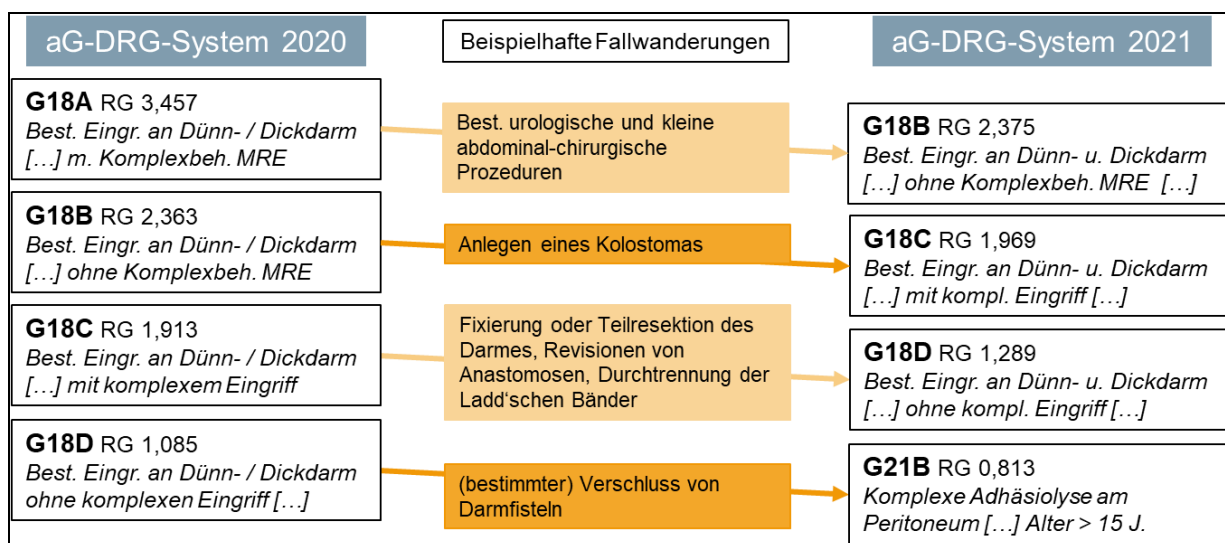 aG-DRG-System 2020
Beispielhafte Fallwanderungen
aG-DRG-System 2021
G18A RG 3,457
Best. Eingr. an Dünn- / Dickdarm
[…] m. Komplexbeh. MRE
G18B RG 2,363
Best. Eingr. an Dünn- / Dickdarm
[…] ohne Komplexbeh. MRE
G18C RG 1,913
Best. Eingr. an Dünn- / Dickdarm
[…] mit komplexem Eingriff
G18D RG 1,085
Best. Eingr. an Dünn- / Dickdarm
ohne komplexen Eingriff […]
Best. urologische und kleine
abdominal-chirurgische
Prozeduren
Anlegen eines Kolostomas
Fixierung oder Teilresektion des
Darmes, Revisionen von
Anastomosen, Durchtrennung der
Ladd‘schen Bänder
(bestimmter) Verschluss von
Darmfisteln
G18B RG 2,375
Best. Eingr. an Dünn- u. Dickdarm
[…] ohne Komplexbeh. MRE […]
G18C RG 1,969
Best. Eingr. an Dünn- u. Dickdarm
[…] mit kompl. Eingriff […]
G18D RG 1,289
Best. Eingr. an Dünn- u. Dickdarm
[…] ohne kompl. Eingriff […]
G21B RG 0,813
Komplexe Adhäsiolyse am
Peritoneum […] Alter > 15 J.